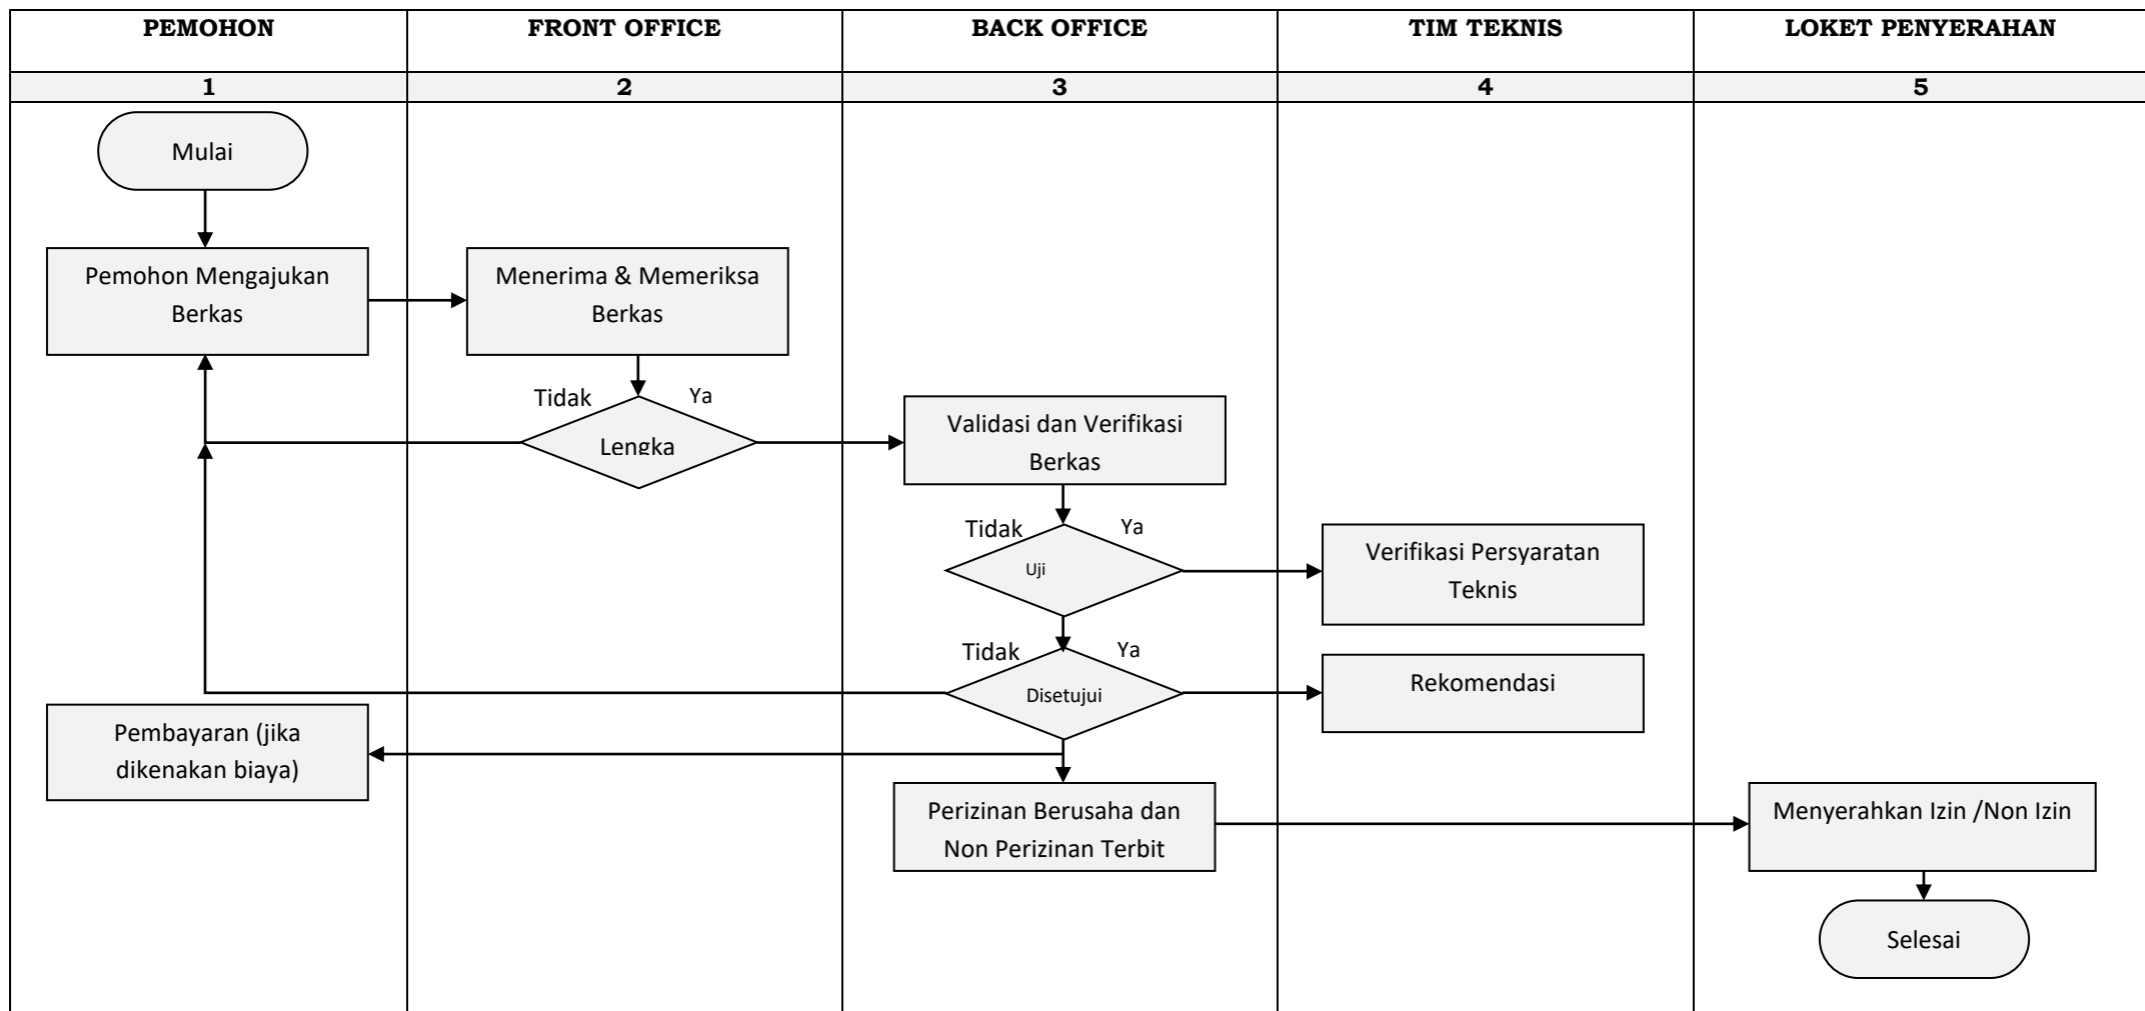 PEMOHON
FRONT OFFICE
BACK OFFICE
TIM TEKNIS
LOKET PENYERAHAN
1
2
3
4
5
Mulai
Pemohon Mengajukan
Berkas
Menerima & Memeriksa
Berkas
Tidak
Ya
Lengka
Validasi dan Verifikasi
Berkas
Tidak
Ya
Uji
Verifikasi Persyaratan
Teknis
Tidak
Ya
Disetujui
Rekomendasi
Pembayaran (jika
dikenakan biaya)
Perizinan Berusaha dan
Non Perizinan Terbit
Menyerahkan Izin /Non Izin
Selesai